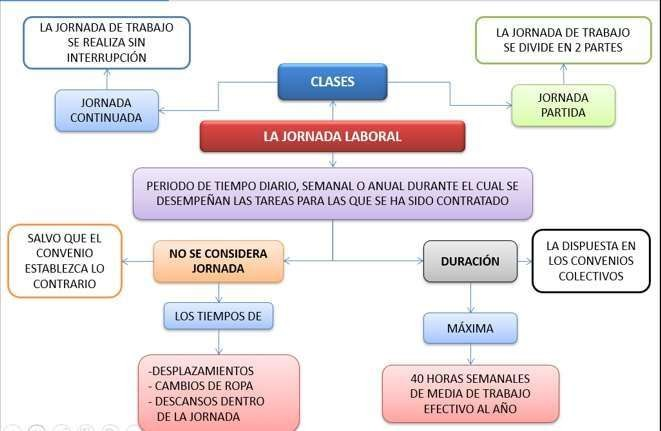 LA JORNADA DE TRABAJO
SE REALIZA SIN
INTERRUPCIÓN
LA JORNADA DE TRABAJO
SE DIVIDE EN 2 PARTES
CLASES
JORNADA
CONTINUADA
JORNADA
PARTIDA
LA JORNADA LABORAL
PERIODO DE TIEMPO DIARIO, SEMANAL O ANUAL DURANTE EL CUAL SE
DESEMPEÑAN LAS TAREAS PARA LAS QUE SE HA SIDO CONTRATADO
SALVO QUE EL
CONVENIO
ESTABLEZCA LO
CONTRARIO
NO SE CONSIDERA
JORNADA
DURACIÓN
LA DISPUESTA EN
LOS CONVENIOS
COLECTIVOS
LOS TIEMPOS DE
MÁXIMA
-DESPLAZAMIENTOS
- CAMBIOS DE ROPA
- DESCANSOS DENTRO
DE LA JORNADA
40 HORAS SEMANALES
DE MEDIA DE TRABAJO
EFECTIVO AL AÑO